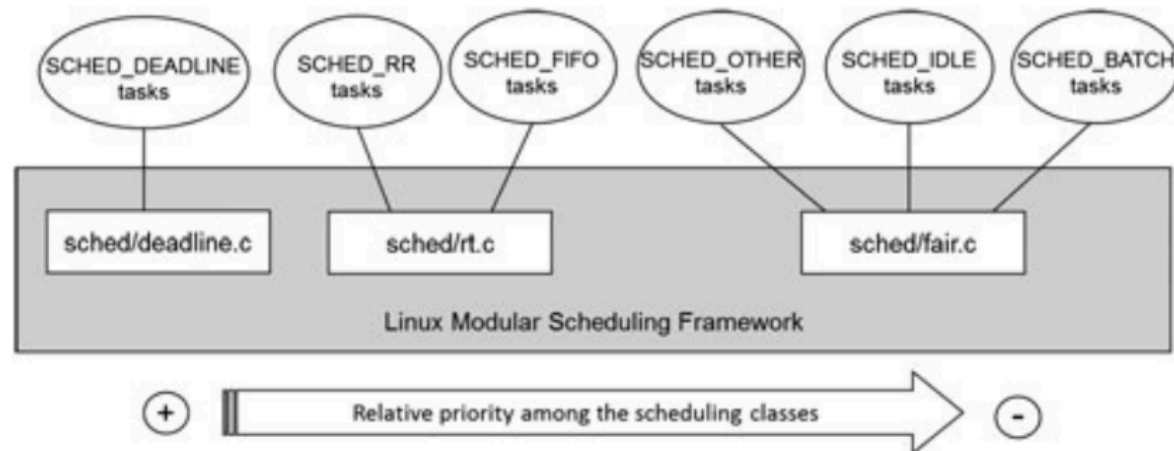 SCHED_DEADLINE
tasks
SCHED_RR
tasks
SCHED_FIFO
tasks
SCHED_OTHER
tasks
SCHED_IDLE
tasks
SCHED_BATCH
tasks
sched/deadline.c
sched/rt.c
sched/fair.c
Linux Modular Scheduling Framework
+
Relative priority among the scheduling classes
-